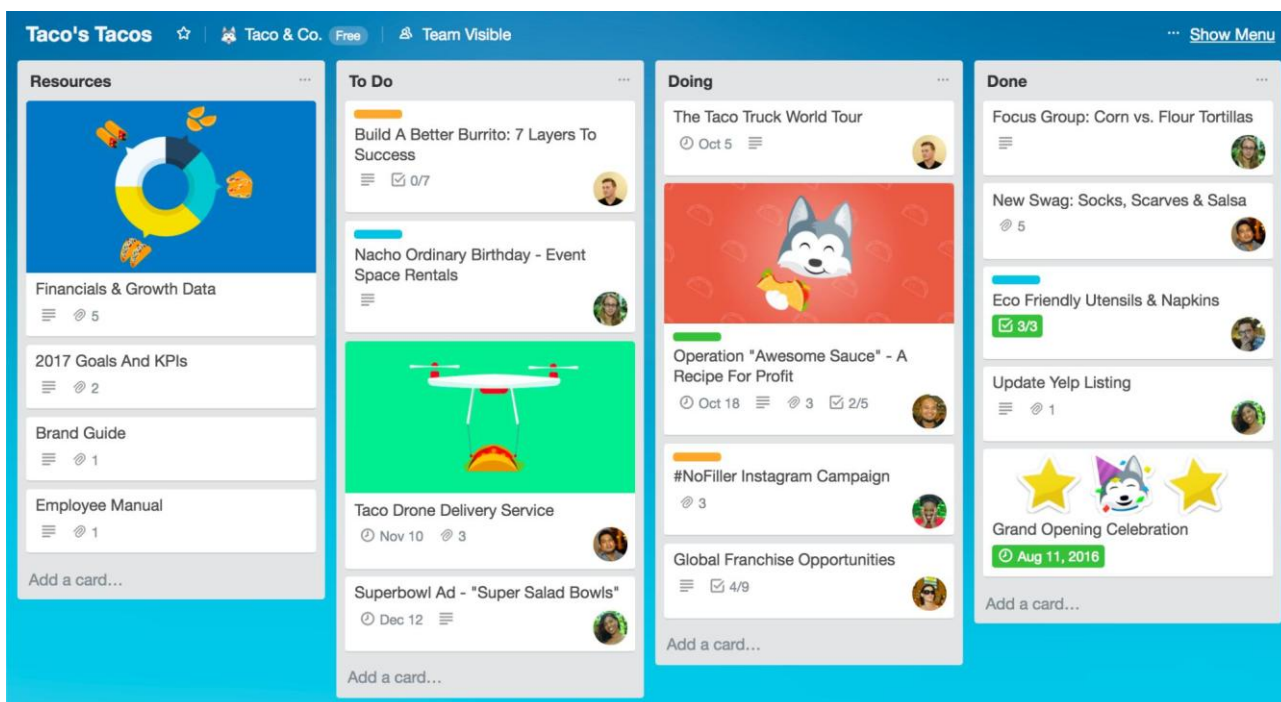 Taco's Tacos
Taco & Co.
Free
Team Visible
... Show Menu
Resources
Financials & Growth Data
5
2017 Goals And KPIs
2
Brand Guide
1
Employee Manual
1
Add a card...
To Do
Build A Better Burrito: 7 Layers To
Success
0/7
Nacho Ordinary Birthday - Event
Space Rentals
Taco Drone Delivery Service
Nov 10 3
Superbowl Ad - "Super Salad Bowls"
Dec 12
Add a card...
Doing
The Taco Truck World Tour
Oct 5
Operation "Awesome Sauce" - A
Recipe For Profit
Oct 18 3 2/5
#NoFiller Instagram Campaign
3
Global Franchise Opportunities
4/9
Add a card...
Done
Focus Group: Corn vs. Flour Tortillas
New Swag: Socks, Scarves & Salsa
5
Eco Friendly Utensils & Napkins
3/3
Update Yelp Listing
1
Grand Opening Celebration
Aug 11, 2016
Add a card...